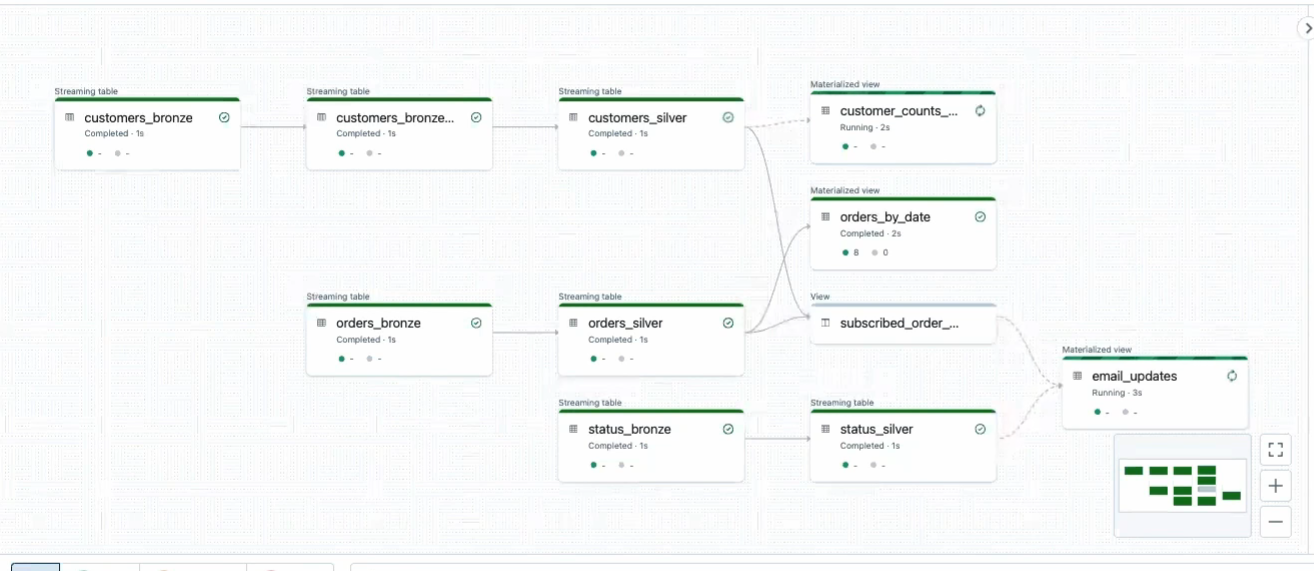 Streaming table
customers_bronze
Completed · 1s
- -
Streaming table
customers_bronze...
Completed · 1s
- -
Streaming table
customers_silver
Completed · 1s
- -
Materialized view
customer_counts_...
Running · 2s
- -
Materialized view
orders_by_date
Completed · 2s
8 0
Streaming table
orders_bronze
Completed · 1s
- -
Streaming table
orders_silver
Completed · 1s
- -
View
subscribed_order_...
Materialized view
email_updates
Running · 3s
- -
Streaming table
status_bronze
Completed · 1s
- -
Streaming table
status_silver
Completed · 1s
- -